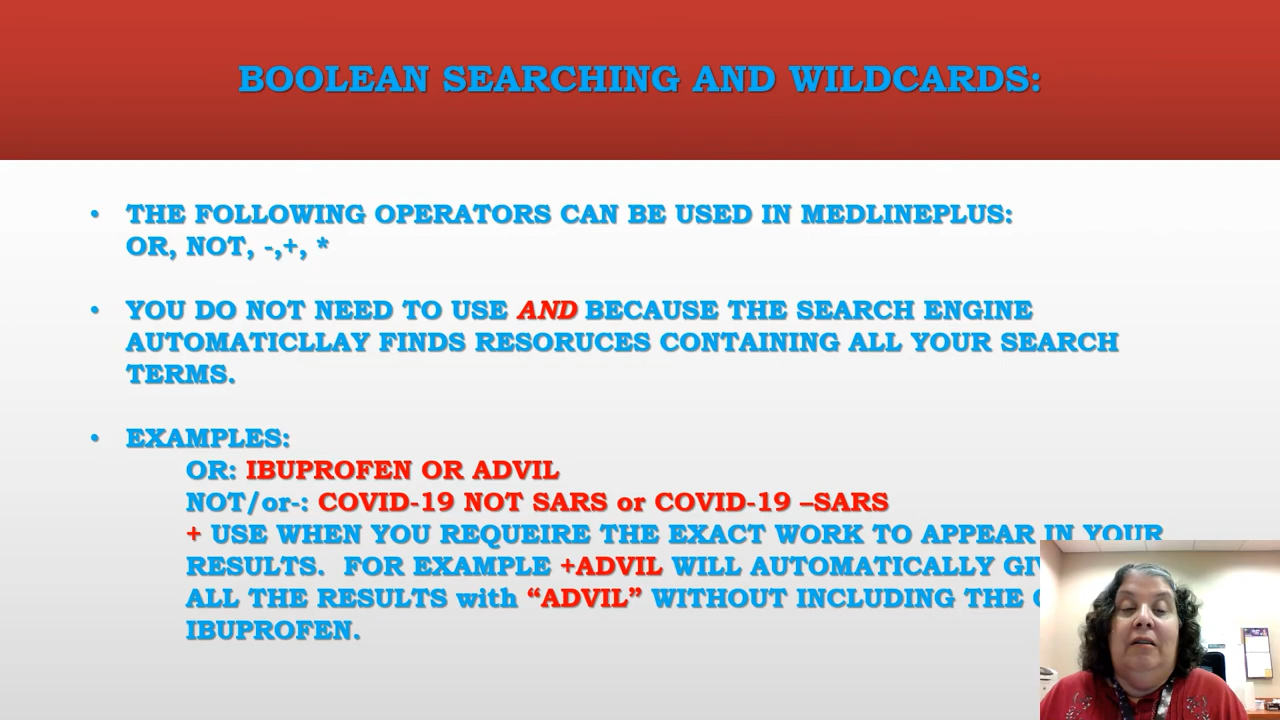 BOOLEAN SEARCHING AND WILDCARDS:
• THE FOLLOWING OPERATORS CAN BE USED IN MEDLINEPLUS:
OR, NOT, -,+, *
• YOU DO NOT NEED TO USE AND BECAUSE THE SEARCH ENGINE
AUTOMATICLLAY FINDS RESORUCES CONTAINING ALL YOUR SEARCH
TERMS.
• EXAMPLES:
OR: IBUPROFEN OR ADVIL
NOT/or-: COVID-19 NOT SARS or COVID-19 –SARS
+ USE WHEN YOU REQUEIRE THE EXACT WORK TO APPEAR IN YOUR
RESULTS. FOR EXAMPLE +ADVIL WILL AUTOMATICALLY
ALL THE RESULTS with “ADVIL” WITHOUT INCLUDING THE
IBUPROFEN.